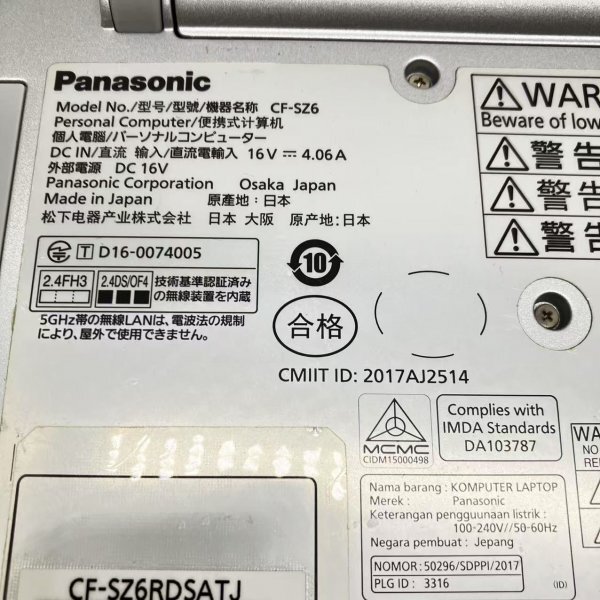 Panasonic
Model No./型号/型號/機器名称 CF-SZ6
Personal Computer/便携式计算机
個人電腦/パーソナルコンピューター
DC IN/直流 输入/直流電輸入 16V ⎓ 4.06A
外部電源 DC 16V
Panasonic Corporation Osaka Japan
Made in Japan 原產地:日本
松下电器产业株式会社 日本 大阪 原产地:日本
T D16-0074005
2.4FH3
2.4DS/OF4
技術基準認証済み
の無線装置を内蔵
5GHz帯の無線LANは、電波法の規制
により、屋外で使用できません。
10
合格
CMIIT ID: 2017AJ2514
MCMC
CIDM15000498
Complies with
IMDA Standards
DA103787
Nama barang : KOMPUTER LAPTOP
Merek : Panasonic
Keterangan penggunaan listrik :
100-240V//50-60Hz
Negara pembuat : Jepang (ID)
NOMOR : 50296/SDPPI/2017
PLG ID : 3316
CF-SZ6RDSATJ
Beware of low
警告
警告
警告
NO